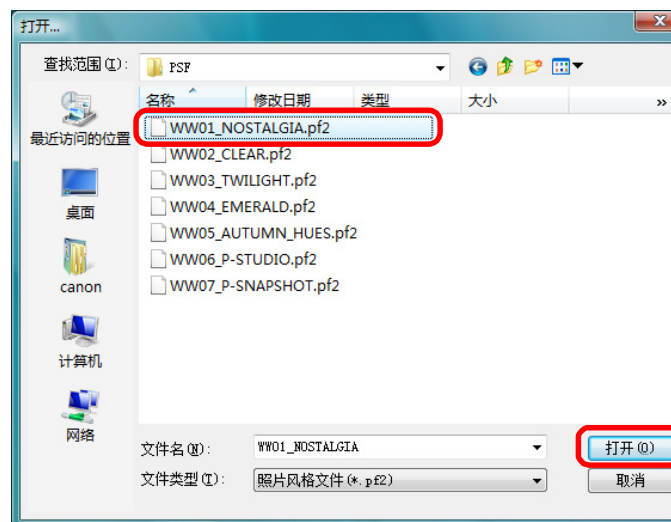 打开...
查找范围(I):
PSF
名称
修改日期
类型
大小
»
最近访问的位置
桌面
canon
计算机
网络
WW01_NOSTALGIA.pf2
WW02_CLEAR.pf2
WW03_TWILIGHT.pf2
WW04_EMERALD.pf2
WW05_AUTUMN_HUES.pf2
WW06_P-STUDIO.pf2
WW07_P-SNAPSHOT.pf2
文件名(N):
WW01_NOSTALGIA
打开(O)
文件类型(T):
照片风格文件(*.pf2)
取消